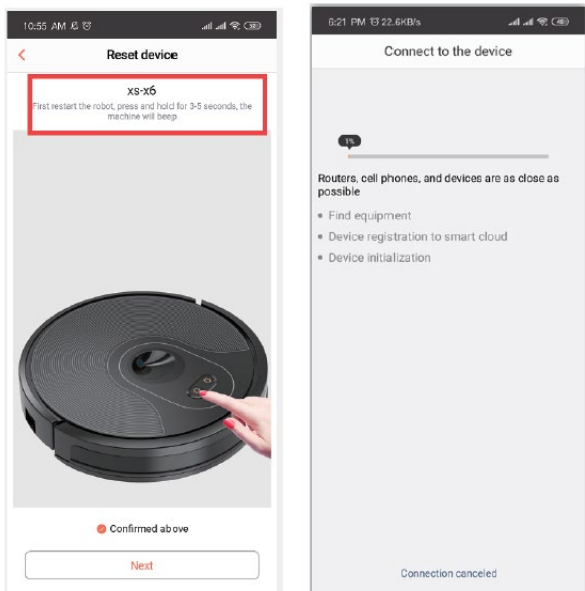 10:55 AM
Reset device
xs-x6
First restart the robot, press and hold for 3-5 seconds, the
machine will beep
Confirmed above
Next
6:21 PM 22.6KB/s
Connect to the device
1%
Routers, cell phones, and devices are as close as
possible
Find equipment
Device registration to smart cloud
Device initialization
Connection canceled